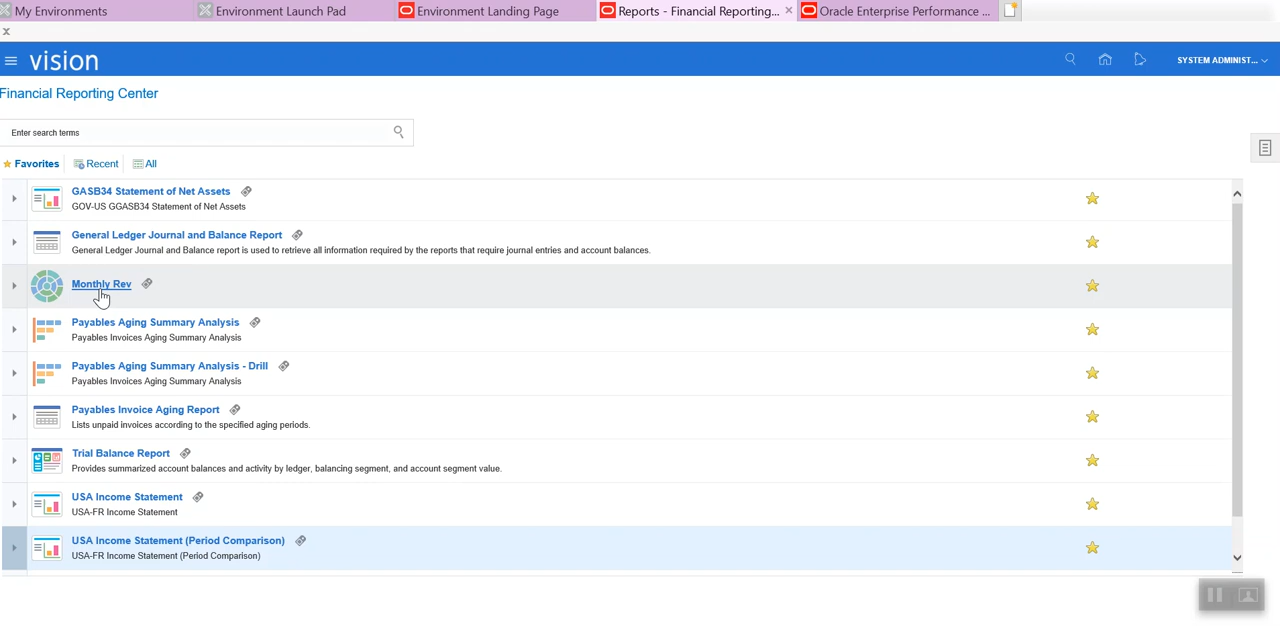 My Environments
Environment Launch Pad
Environment Landing Page
Reports - Financial Reporting...
Oracle Enterprise Performance ...
vision
SYSTEM ADMINIST...
Financial Reporting Center
Enter search terms
Favorites
Recent
All
GASB34 Statement of Net Assets
GOV-US GGASB34 Statement of Net Assets
General Ledger Journal and Balance Report
General Ledger Journal and Balance report is used to retrieve all information required by the reports that require journal entries and account balances.
Monthly Rev
Payables Aging Summary Analysis
Payables Invoices Aging Summary Analysis
Payables Aging Summary Analysis - Drill
Payables Invoices Aging Summary Analysis
Payables Invoice Aging Report
Lists unpaid invoices according to the specified aging periods.
Trial Balance Report
Provides summarized account balances and activity by ledger, balancing segment, and account segment value.
USA Income Statement
USA-FR Income Statement
USA Income Statement (Period Comparison)
USA-FR Income Statement (Period Comparison)